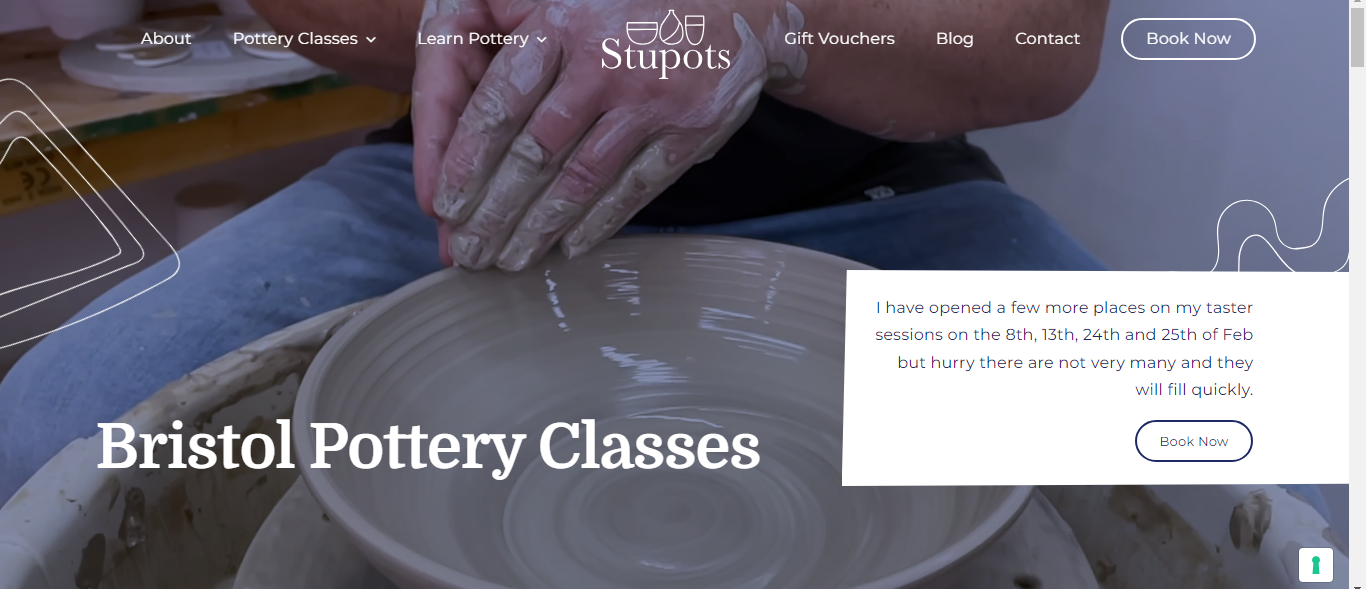 About
Pottery Classes
Learn Pottery
Stupots
Gift Vouchers
Blog
Contact
Book Now
I have opened a few more places on my taster
sessions on the 8th, 13th, 24th and 25th of Feb
but hurry there are not very many and they
will fill quickly.
Bristol Pottery Classes
Book Now